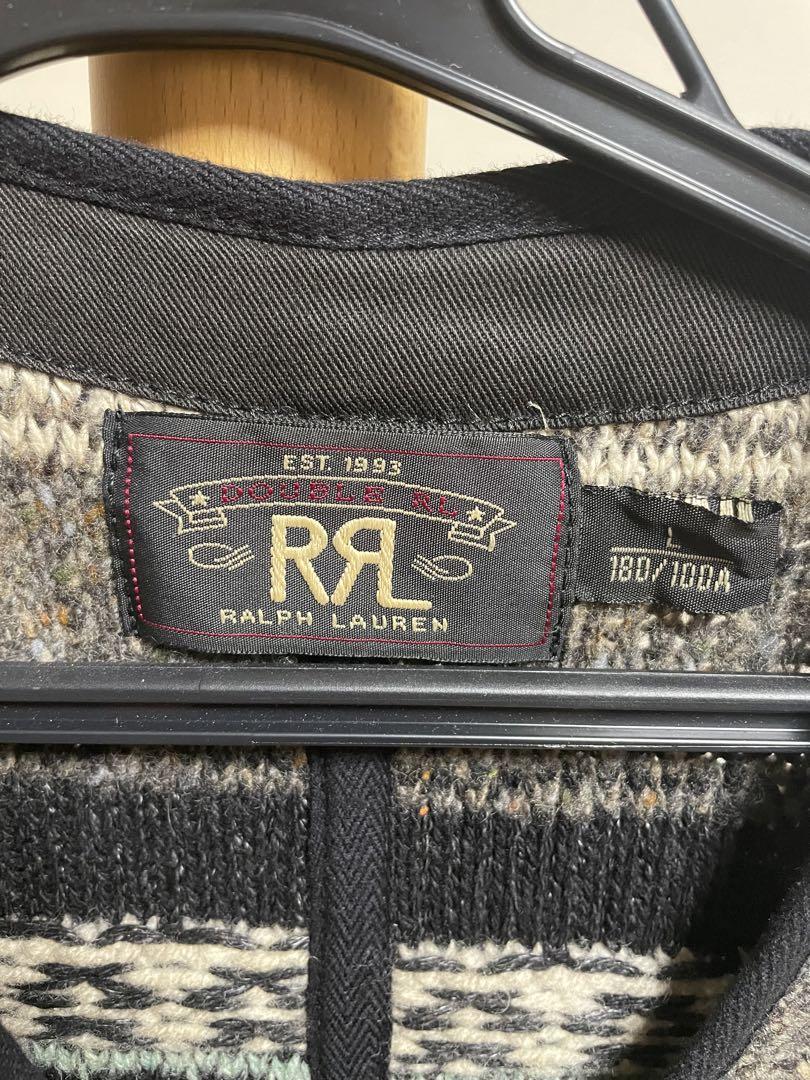 EST. 1993
DOUBLE RL
RRL
RALPH LAUREN
L
180/100A